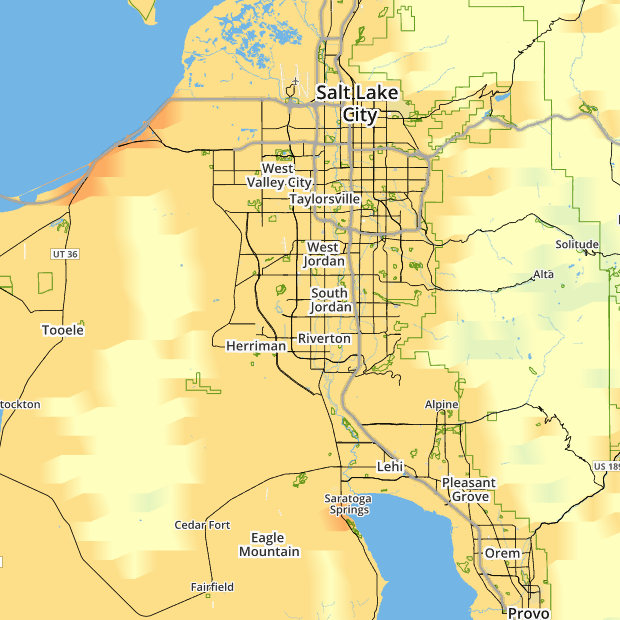 Salt Lake
City
West
Valley City
Taylorsville
UT 36
West
Jordan
Solitude
Alta
South
Jordan
Tooele
Riverton
Herriman
Alpine
tockton
Lehi
US 189
Pleasant
Grove
Saratoga
Springs
Cedar Fort
Eagle
Mountain
Orem
Fairfield
Provo